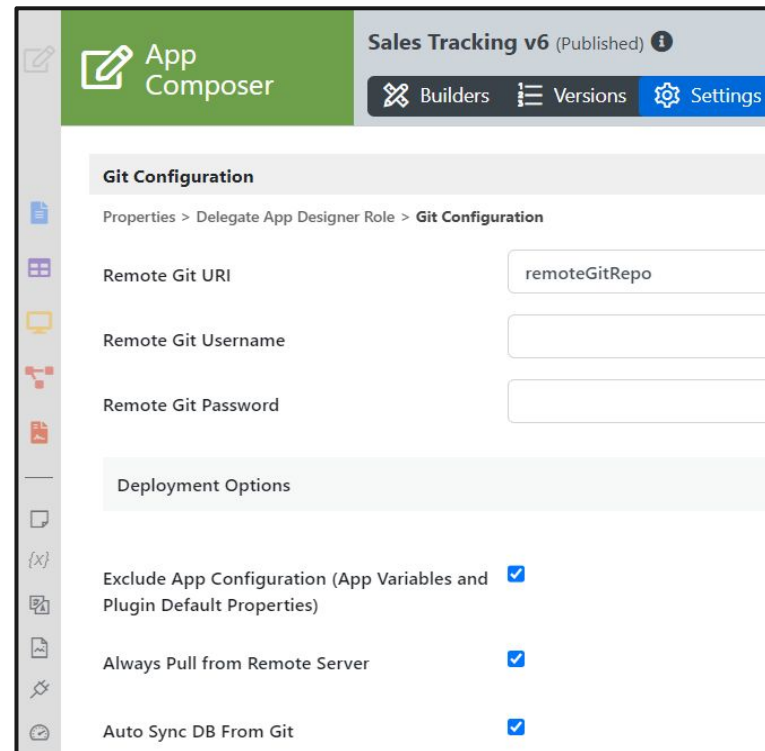 App
Composer
Sales Tracking v6 (Published)
Builders
Versions
Settings
Git Configuration
Properties > Delegate App Designer Role > Git Configuration
Remote Git URI
remoteGitRepo
Remote Git Username
Remote Git Password
Deployment Options
{x}
Exclude App Configuration (App Variables and
Plugin Default Properties)
Always Pull from Remote Server
Auto Sync DB From Git